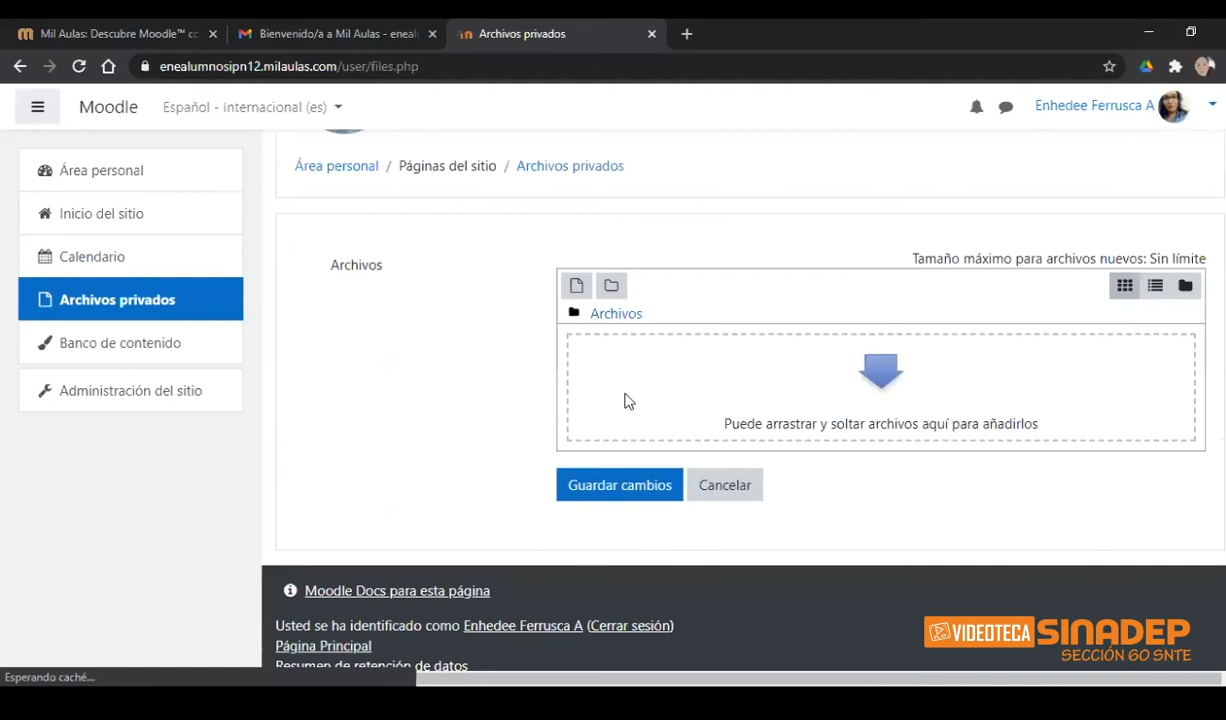 Mil Aulas: Descubre Moodle™ cc
Bienvenido/a a Mil Aulas - enealu
Archivos privados
enealumnosipn12.milaulas.com/user/files.php
Moodle
Español - Internacional (es)
Enhedee Ferrusca A
Área personal
Inicio del sitio
Calendario
Archivos privados
Banco de contenido
Administración del sitio
Área personal / Páginas del sitio / Archivos privados
Archivos
Tamaño máximo para archivos nuevos: Sin límite
Archivos
Puede arrastrar y soltar archivos aquí para añadirlos
Guardar cambios
Cancelar
Moodle Docs para esta página
Usted se ha identificado como Enhedee Ferrusca A (Cerrar sesión)
Página Principal
Resumen de retención de datos
VIDEOTECA SINADEP
SECCIÓN 60 SNTE
Esperando caché...